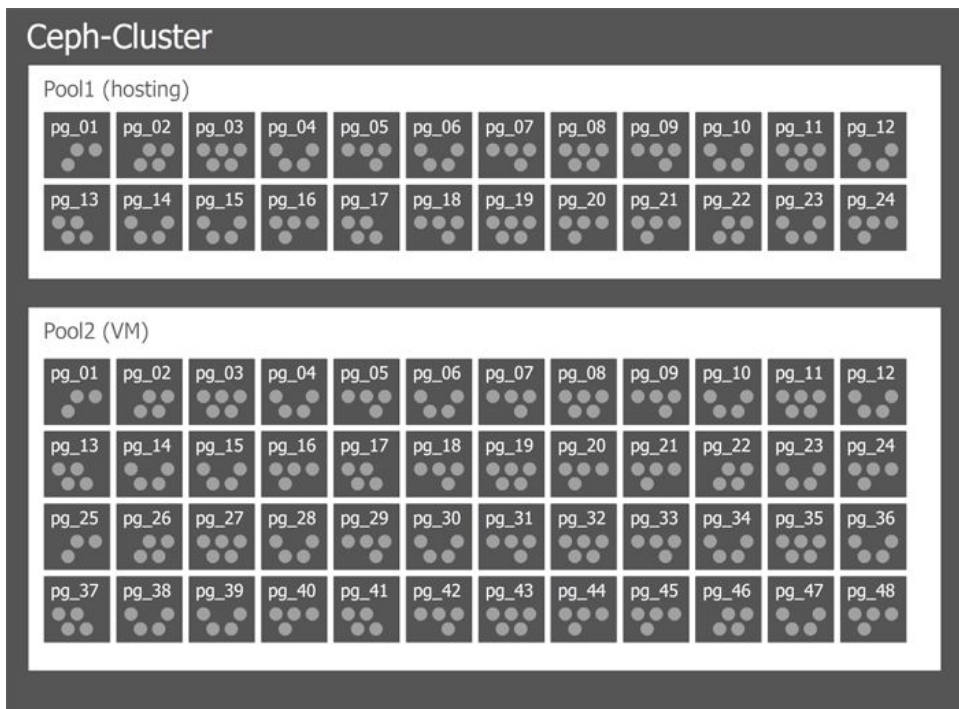 Ceph-Cluster
Pool1 (hosting)
pg_01 pg_02 pg_03 pg_04 pg_05 pg_06 pg_07 pg_08 pg_09 pg_10 pg_11 pg_12
pg_13 pg_14 pg_15 pg_16 pg_17 pg_18 pg_19 pg_20 pg_21 pg_22 pg_23 pg_24
Pool2 (VM)
pg_01 pg_02 pg_03 pg_04 pg_05 pg_06 pg_07 pg_08 pg_09 pg_10 pg_11 pg_12
pg_13 pg_14 pg_15 pg_16 pg_17 pg_18 pg_19 pg_20 pg_21 pg_22 pg_23 pg_24
pg_25 pg_26 pg_27 pg_28 pg_29 pg_30 pg_31 pg_32 pg_33 pg_34 pg_35 pg_36
pg_37 pg_38 pg_39 pg_40 pg_41 pg_42 pg_43 pg_44 pg_45 pg_46 pg_47 pg_48